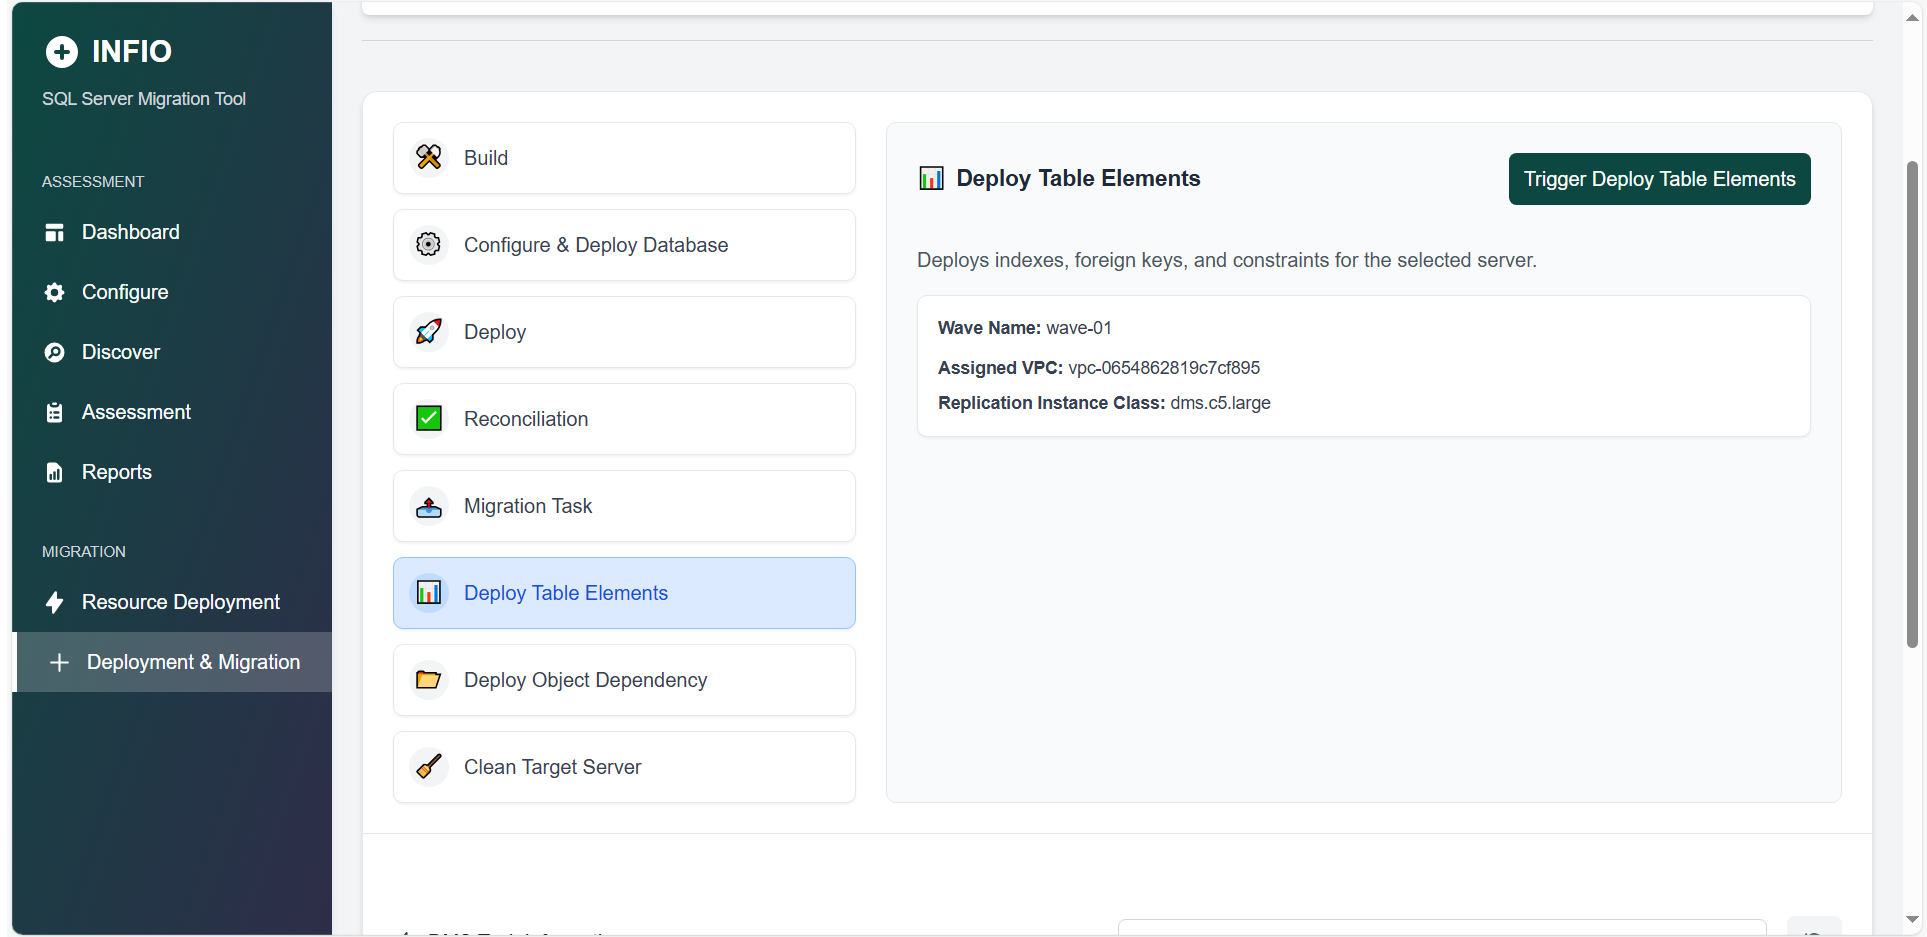 INFIO
SQL Server Migration Tool
ASSESSMENT
Dashboard
Configure
Discover
Assessment
Reports
MIGRATION
Resource Deployment
Deployment & Migration
Build
Configure & Deploy Database
Deploy
Reconciliation
Migration Task
Deploy Table Elements
Deploy Object Dependency
Clean Target Server
Deploy Table Elements
Trigger Deploy Table Elements
Deploys indexes, foreign keys, and constraints for the selected server.
Wave Name: wave-01
Assigned VPC: vpc-0654862819c7cf895
Replication Instance Class: dms.c5.large